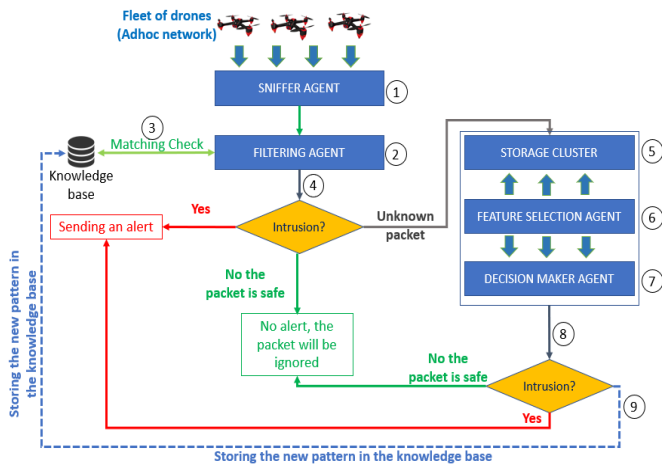 Fleet of drones
(Adhoc network)
SNIFFER AGENT
1
3
Matching Check
FILTERING AGENT
2
STORAGE CLUSTER
5
Knowledge
base
4
Yes
Sending an alert
Intrusion?
Unknown
packet
FEATURE SELECTION AGENT
6
No the
packet is safe
DECISION MAKER AGENT
7
Storing the new pattern in
the knowledge base
No alert, the
packet will be
ignored
8
No the
packet is safe
Intrusion?
9
Yes
Storing the new pattern in the knowledge base